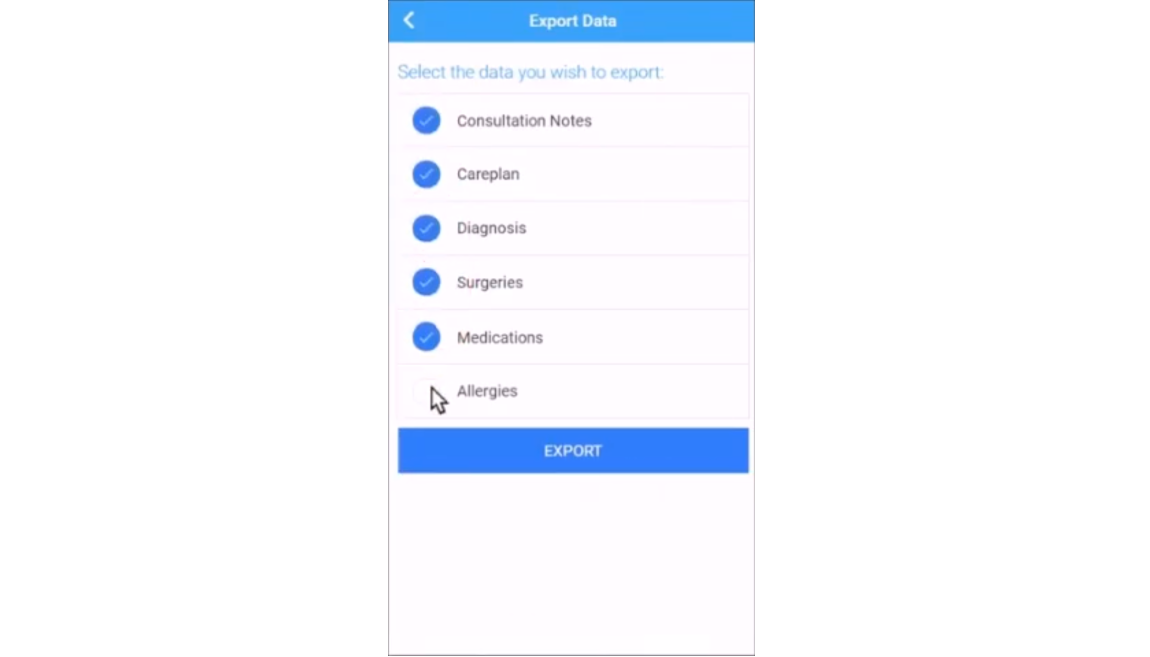 Export Data
Select the data you wish to export:
Consultation Notes
Careplan
Diagnosis
Surgeries
Medications
Allergies
EXPORT